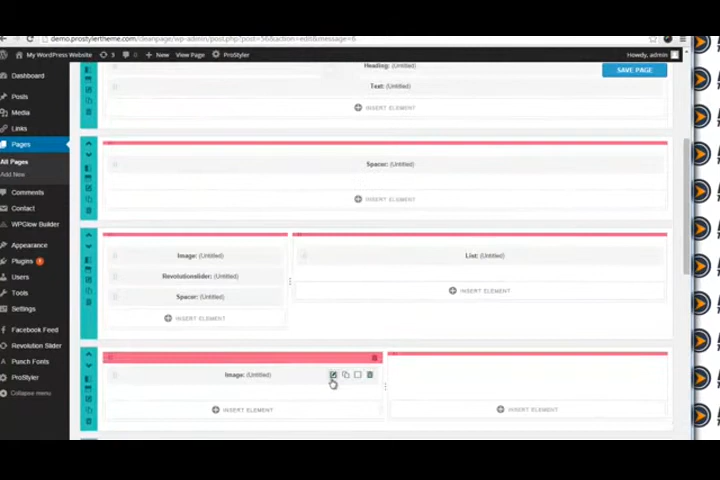 demo.prostylertheme.com/cleanpage/wp-admin/post.php?post=56&action=edit&message=6
My WordPress Website 3 0 New View Page ProStyler Howdy, admin
Dashboard
Posts
Media
Links
Pages
All Pages
Add New
Comments
Contact
WPGlow Builder
Appearance
Plugins
Users
Tools
Settings
Facebook Feed
Revolution Slider
Punch Fonts
ProStyler
Collapse menu
SAVE PAGE
Heading: (Untitled)
Text: (Untitled)
INSERT ELEMENT
Spacer: (Untitled)
INSERT ELEMENT
Image: (Untitled)
Revolutionslider: (Untitled)
Spacer: (Untitled)
INSERT ELEMENT
List: (Untitled)
INSERT ELEMENT
Image: (Untitled)
INSERT ELEMENT
INSERT ELEMENT